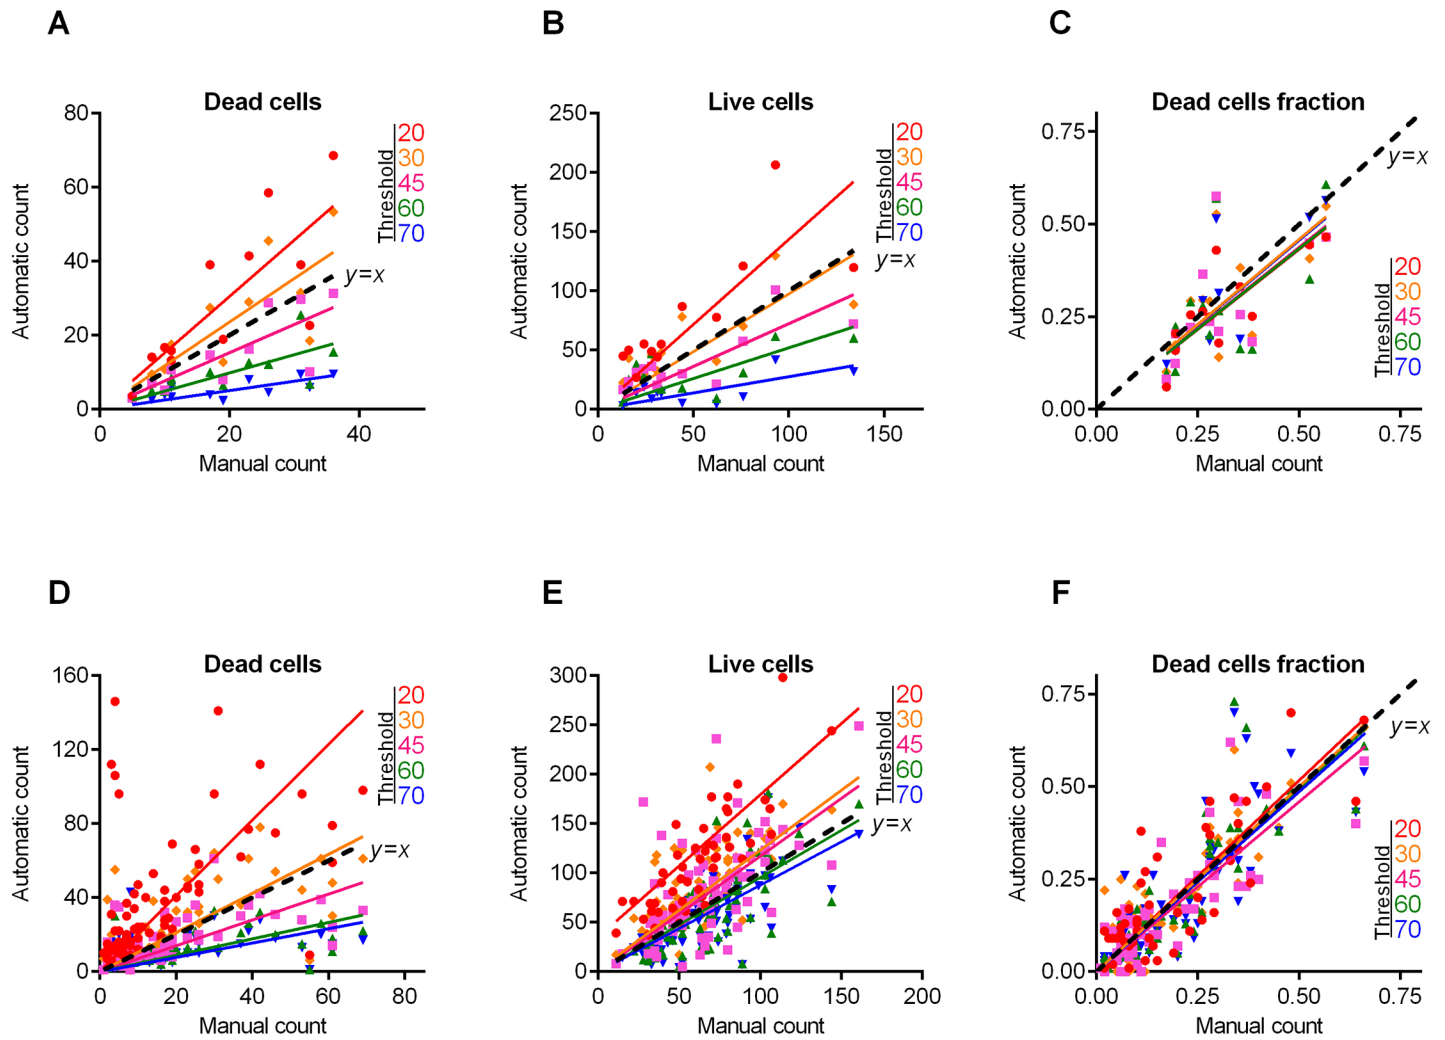 A
Dead cells
Automatic count
80
60
40
20
0
0
20
40
Manual count
Threshold
20
30
45
60
70
y=x
B
Live cells
Automatic count
250
200
150
100
50
0
0
50
100
150
Manual count
Threshold
20
30
45
60
70
y=x
C
Dead cells fraction
Automatic count
0.75
0.50
0.25
0.00
0.00
0.25
0.50
0.75
Manual count
y=x
Threshold
20
30
45
60
70
D
Dead cells
Automatic count
160
120
80
40
0
0
20
40
60
80
Manual count
Threshold
20
30
45
60
70
y=x
E
Live cells
Automatic count
300
250
200
150
100
50
0
0
50
100
150
200
Manual count
Threshold
20
30
45
60
70
y=x
F
Dead cells fraction
Automatic count
0.75
0.50
0.25
0.00
0.00
0.25
0.50
0.75
Manual count
y=x
Threshold
20
30
45
60
70